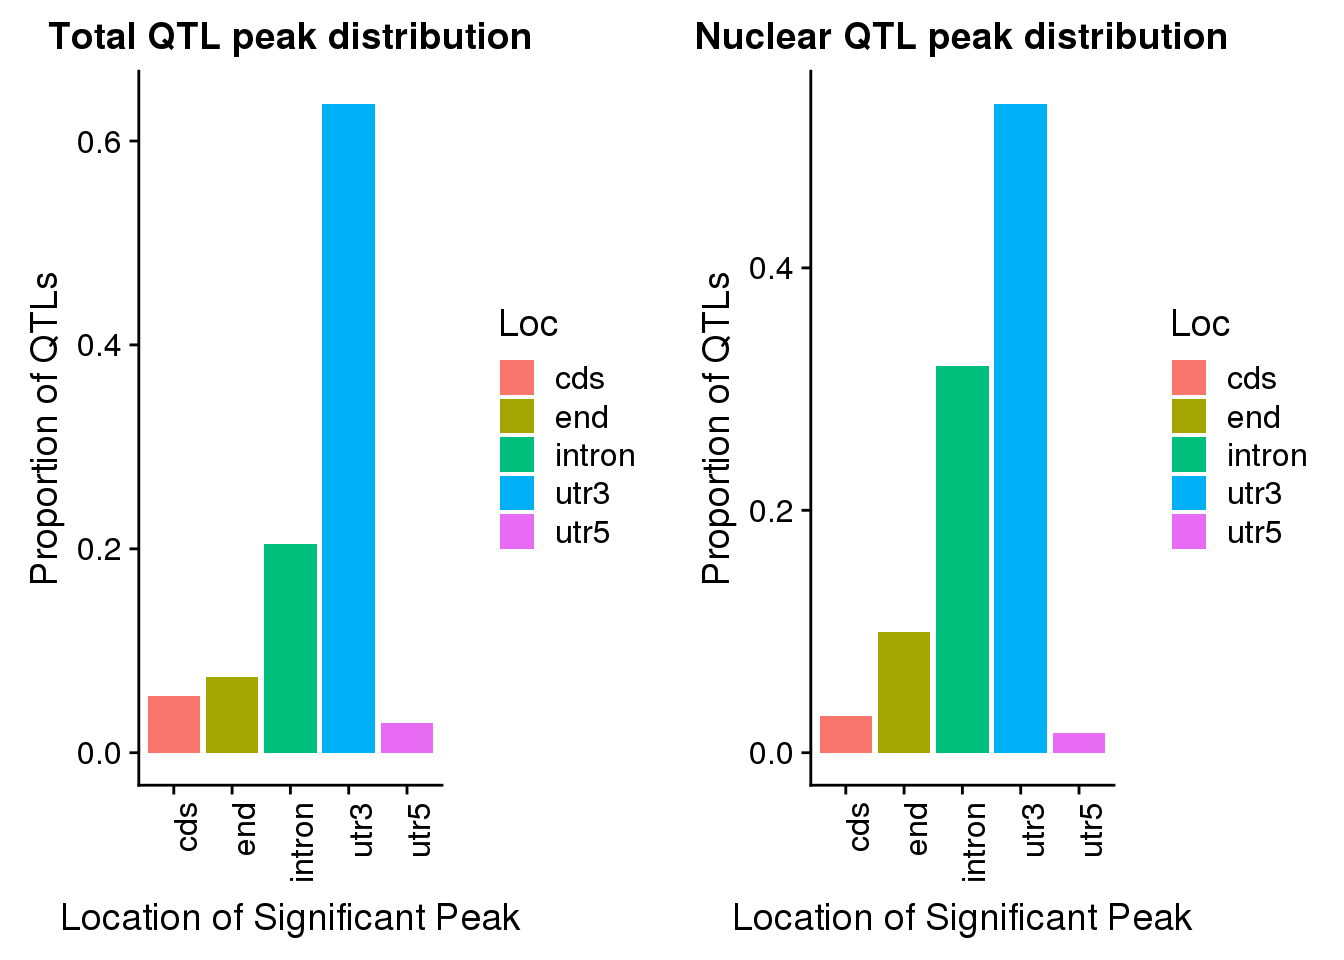 Total QTL peak distribution
Proportion of QTLs
0.6
0.4
0.2
0.0
cds
end
intron
utr3
utr5
Location of Significant Peak
Loc
cds
end
intron
utr3
utr5
Nuclear QTL peak distribution
Proportion of QTLs
0.4
0.2
0.0
cds
end
intron
utr3
utr5
Location of Significant Peak
Loc
cds
end
intron
utr3
utr5